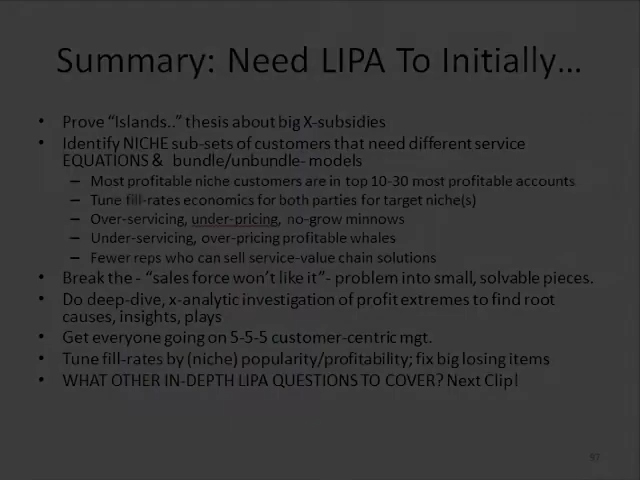 Summary: Need LIPA To Initially…
• Prove “Islands..” thesis about big X-subsidies
• Identify NICHE sub-sets of customers that need different service
EQUATIONS & bundle/unbundle- models
– Most profitable niche customers are in top 10-30 most profitable accounts
– Tune fill-rates economics for both parties for target niche(s)
– Over-servicing, under-pricing, no-grow minnows
– Under-servicing, over-pricing profitable whales
– Fewer reps who can sell service-value chain solutions
• Break the - “sales force won’t like it”- problem into small, solvable pieces.
• Do deep-dive, x-analytic investigation of profit extremes to find root
causes, insights, plays
• Get everyone going on 5-5-5 customer-centric mgt.
• Tune fill-rates by (niche) popularity/profitability; fix big losing items
• WHAT OTHER IN-DEPTH LIPA QUESTIONS TO COVER? Next Clip!